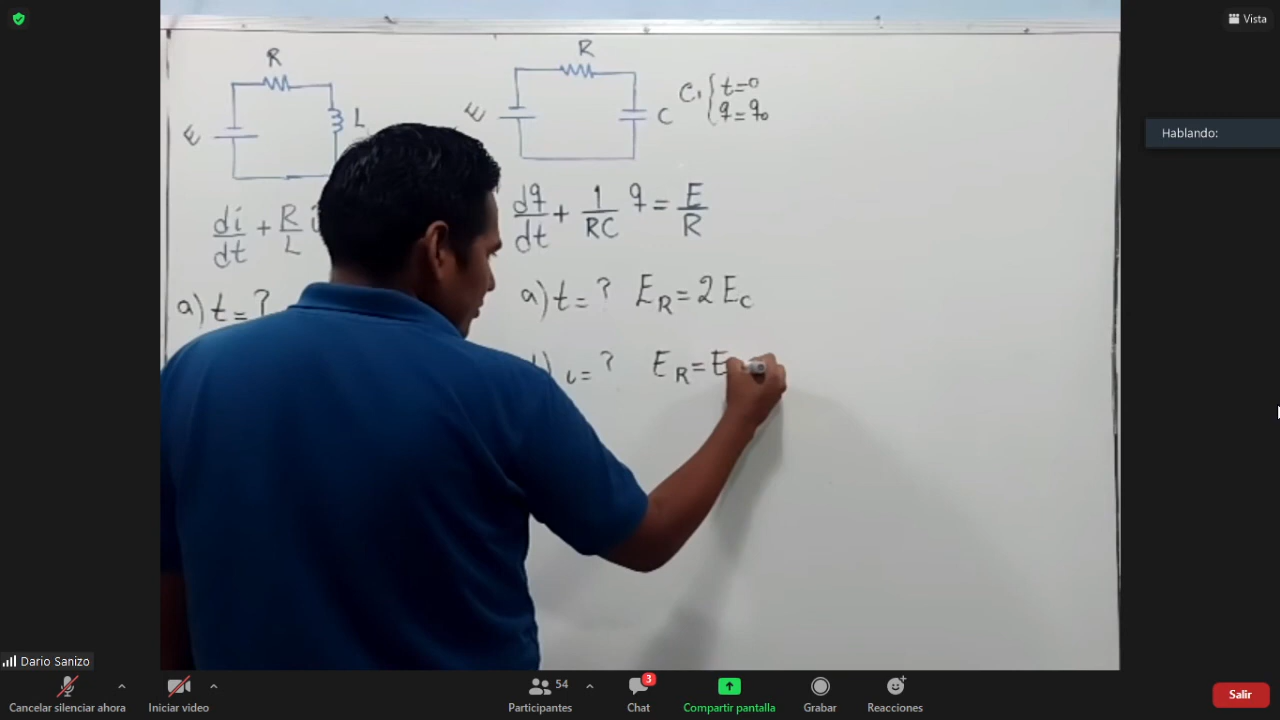 Vista
Hablando:
R
E
L
di/dt + R/L i
a) t = ?
R
E
C
C.I { t=0
q = q₀
dq/dt + 1/RC q = E/R
a) t = ? E_R = 2 E_C
i = ? E_R = E
Dario Sanizo
Cancelar silenciar ahora
Iniciar video
54
Participantes
3
Chat
Compartir pantalla
Grabar
Reacciones
Salir